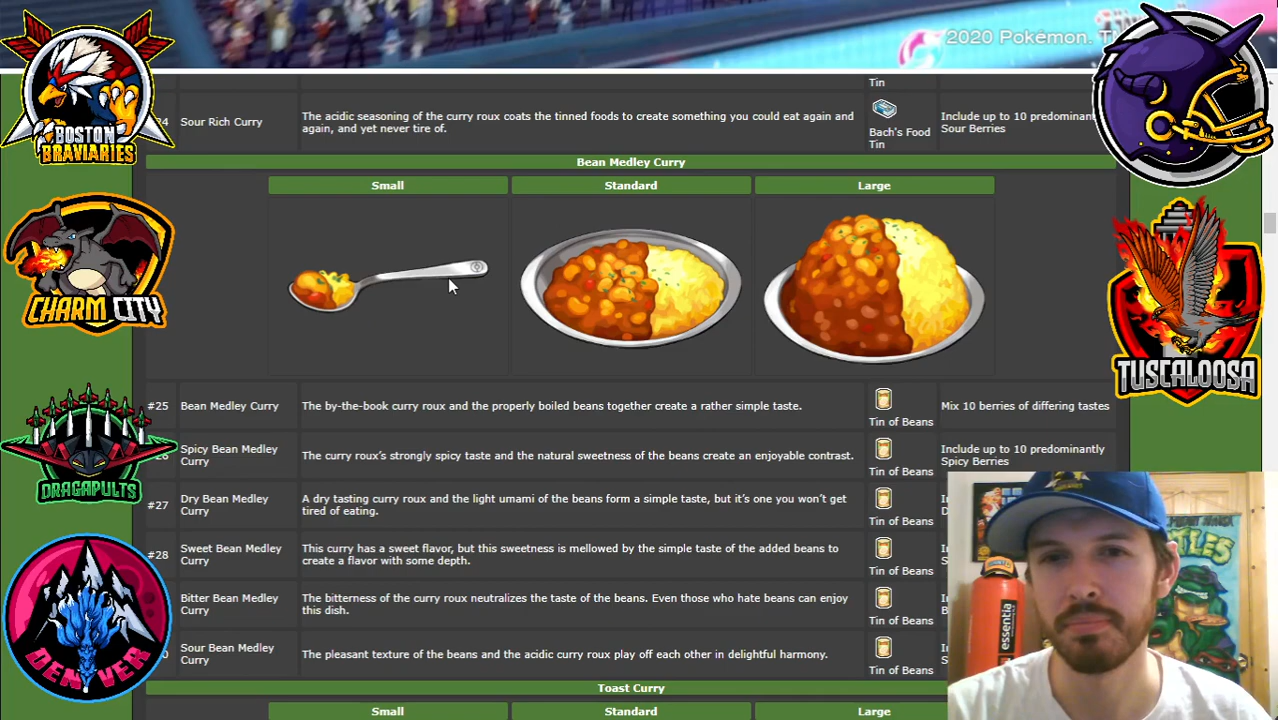 2020 Pokémon. T
BOSTON
BRAVIARIES
CHARM CITY
DRAGAPULTS
DENVER
TUSCALOOSA
Tin
Sour Rich Curry
The acidic seasoning of the curry roux coats the tinned foods to create something you could eat again and
again, and yet never tire of.
Bach's Food
Tin
Include up to 10 predominant
Sour Berries
Bean Medley Curry
Small
Standard
Large
#25
Bean Medley Curry
The by-the-book curry roux and the properly boiled beans together create a rather simple taste.
Tin of Beans
Mix 10 berries of differing tastes
Spicy Bean Medley
Curry
The curry roux's strongly spicy taste and the natural sweetness of the beans create an enjoyable contrast.
Tin of Beans
Include up to 10 predominantly
Spicy Berries
#27
Dry Bean Medley
Curry
A dry tasting curry roux and the light umami of the beans form a simple taste, but it's one you won't get
tired of eating.
Tin of Beans
#28
Sweet Bean Medley
Curry
This curry has a sweet flavor, but this sweetness is mellowed by the simple taste of the added beans to
create a flavor with some depth.
Tin of Beans
Bitter Bean Medley
Curry
The bitterness of the curry roux neutralizes the taste of the beans. Even those who hate beans can enjoy
this dish.
Tin of Beans
Sour Bean Medley
Curry
The pleasant texture of the beans and the acidic curry roux play off each other in delightful harmony.
Tin of Beans
Toast Curry
Small
Standard
Large
essentia
TURTLES